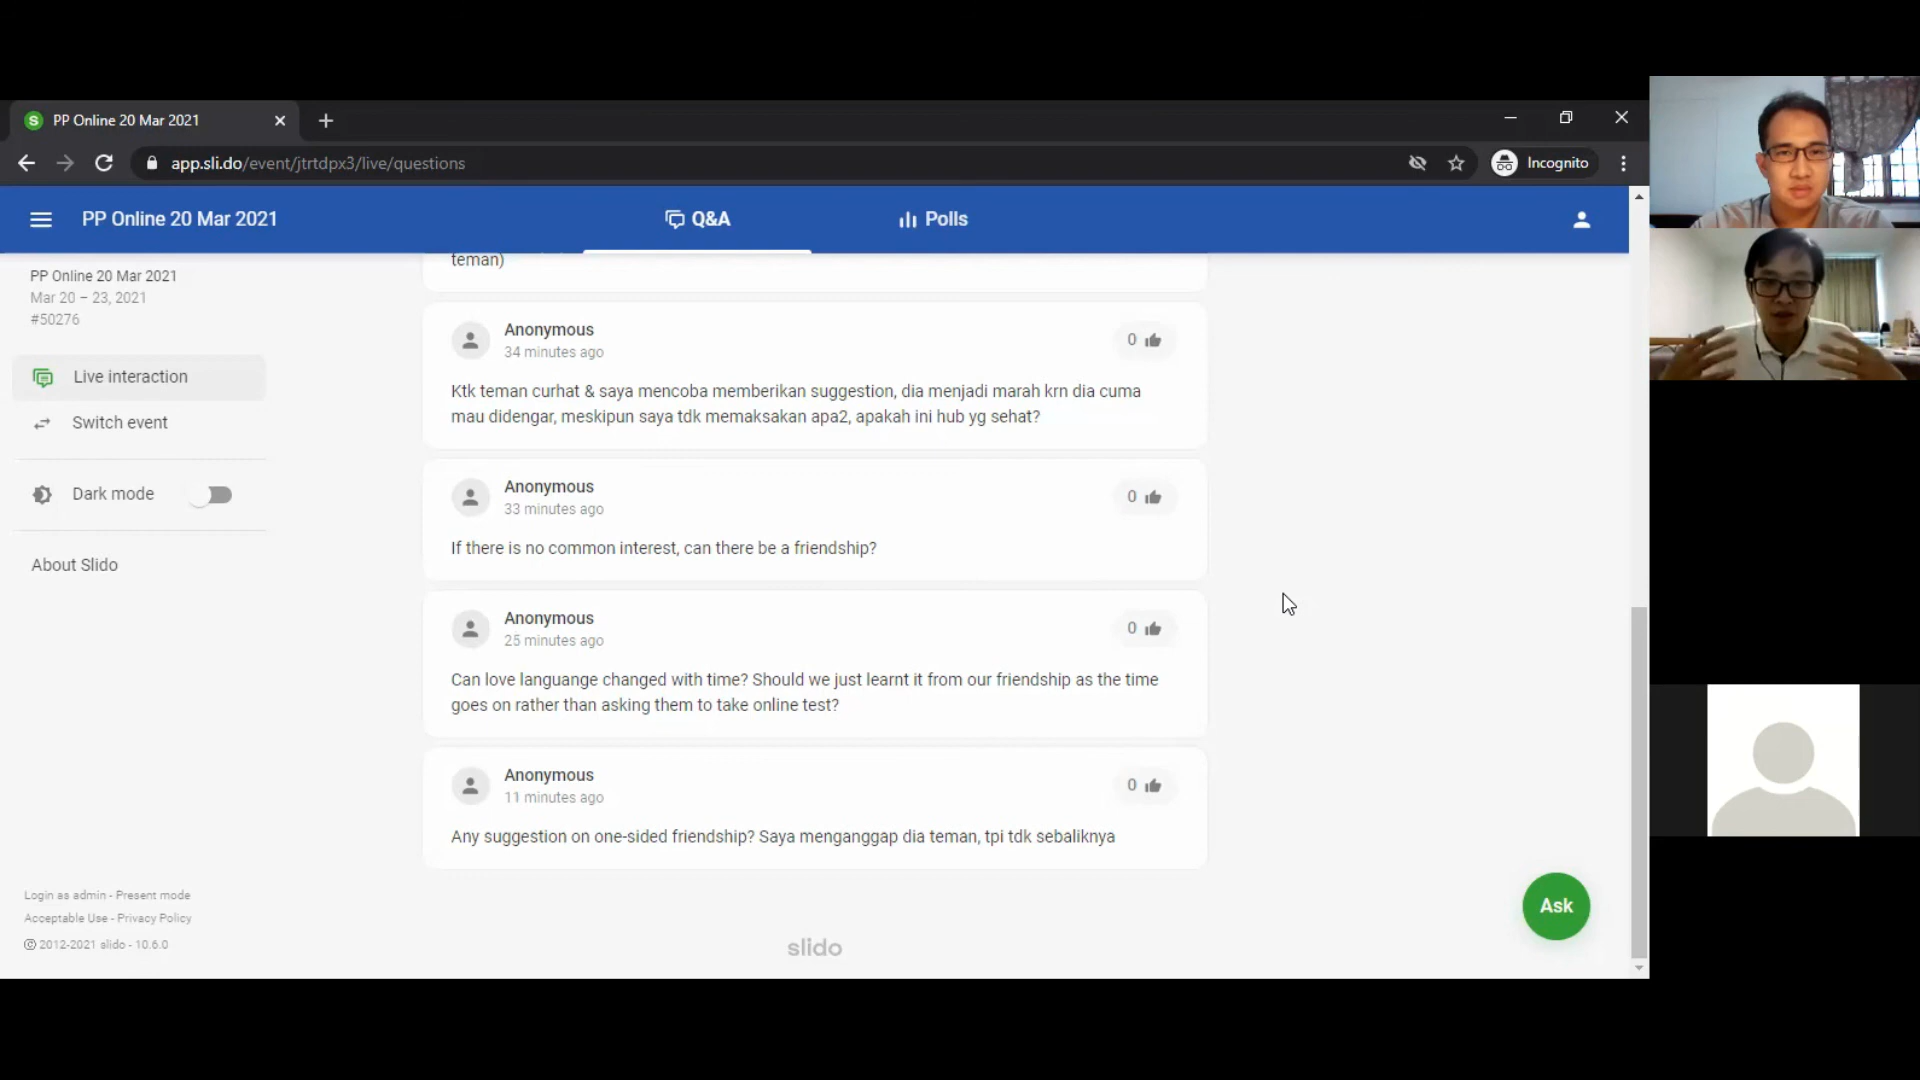 PP Online 20 Mar 2021
app.sli.do/event/jtrtdpx3/live/questions
Incognito
PP Online 20 Mar 2021
Q&A
Polls
PP Online 20 Mar 2021
Mar 20 – 23, 2021
#50276
Live interaction
Switch event
Dark mode
About Slido
Login as admin - Present mode
Acceptable Use - Privacy Policy
© 2012-2021 slido - 10.6.0
teman)
Anonymous
34 minutes ago
0
Ktk teman curhat & saya mencoba memberikan suggestion, dia menjadi marah krn dia cuma
mau didengar, meskipun saya tdk memaksakan apa2, apakah ini hub yg sehat?
Anonymous
33 minutes ago
0
If there is no common interest, can there be a friendship?
Anonymous
25 minutes ago
0
Can love languange changed with time? Should we just learnt it from our friendship as the time
goes on rather than asking them to take online test?
Anonymous
11 minutes ago
0
Any suggestion on one-sided friendship? Saya menganggap dia teman, tpi tdk sebaliknya
Ask
slido